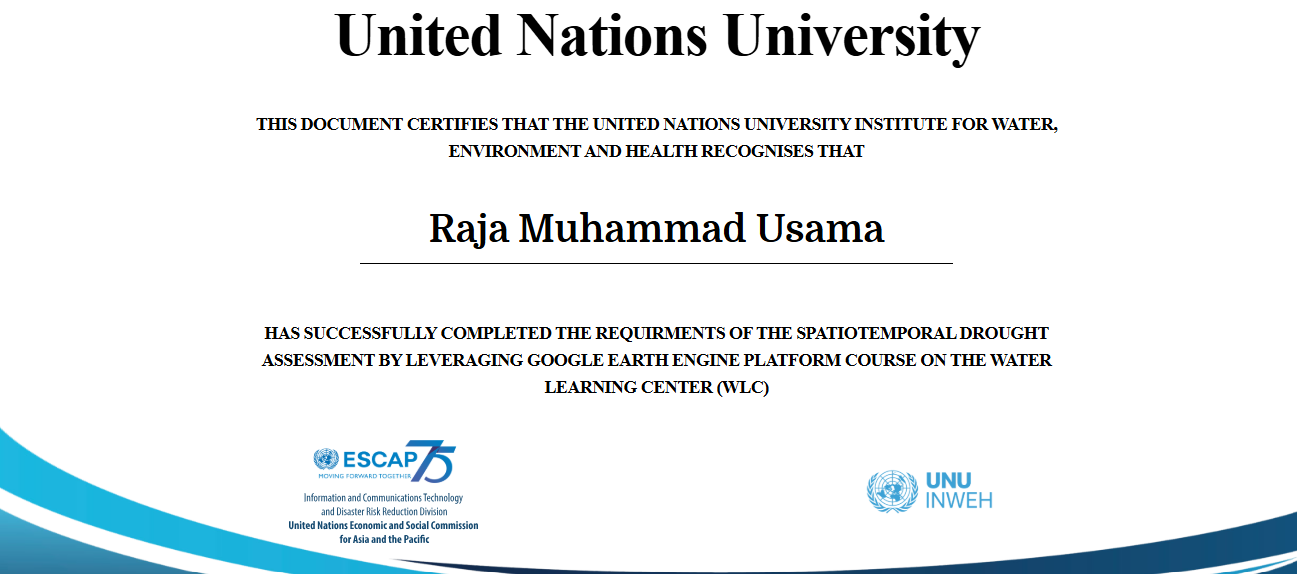 United Nations University
THIS DOCUMENT CERTIFIES THAT THE UNITED NATIONS UNIVERSITY INSTITUTE FOR WATER,
ENVIRONMENT AND HEALTH RECOGNISES THAT
Raja Muhammad Usama
HAS SUCCESSFULLY COMPLETED THE REQUIRMENTS OF THE SPATIOTEMPORAL DROUGHT
ASSESSMENT BY LEVERAGING GOOGLE EARTH ENGINE PLATFORM COURSE ON THE WATER
LEARNING CENTER (WLC)
ESCAP 75
MOVING FORWARD TOGETHER
Information and Communications Technology
and Disaster Risk Reduction Division
United Nations Economic and Social Commission
for Asia and the Pacific
UNU
INWEH